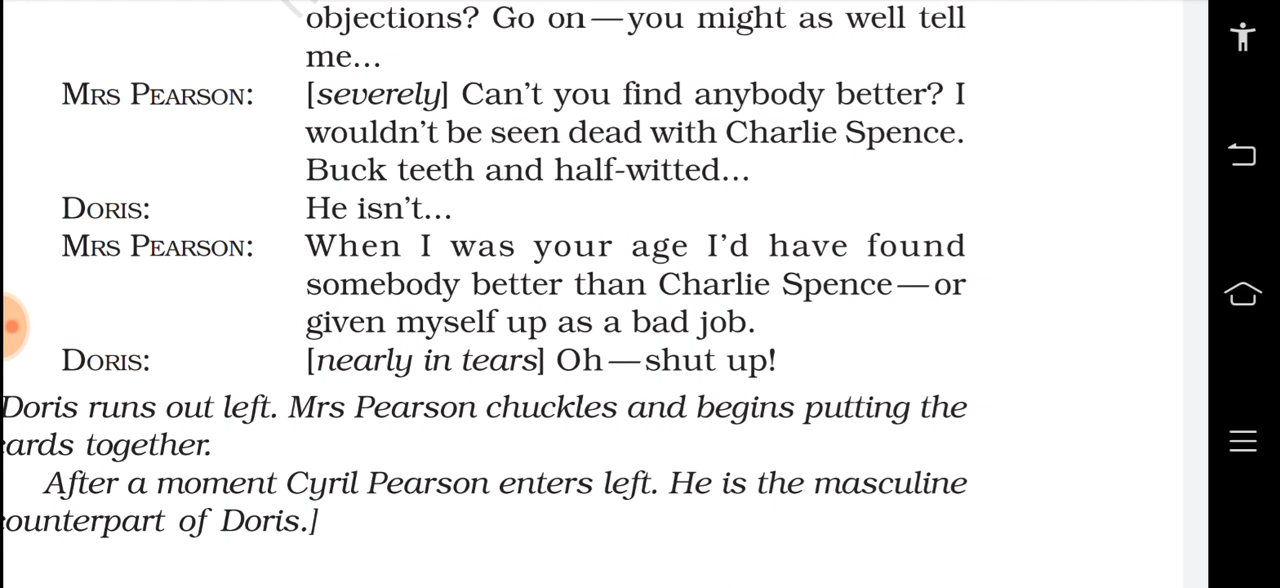 objections? Go on—you might as well tell
me...
MRS PEARSON: [severely] Can't you find anybody better? I
wouldn't be seen dead with Charlie Spence.
Buck teeth and half-witted...
DORIS: He isn't...
MRS PEARSON: When I was your age I'd have found
somebody better than Charlie Spence—or
given myself up as a bad job.
DORIS: [nearly in tears] Oh—shut up!
Doris runs out left. Mrs Pearson chuckles and begins putting the
ards together.
After a moment Cyril Pearson enters left. He is the masculine
ounterpart of Doris.]